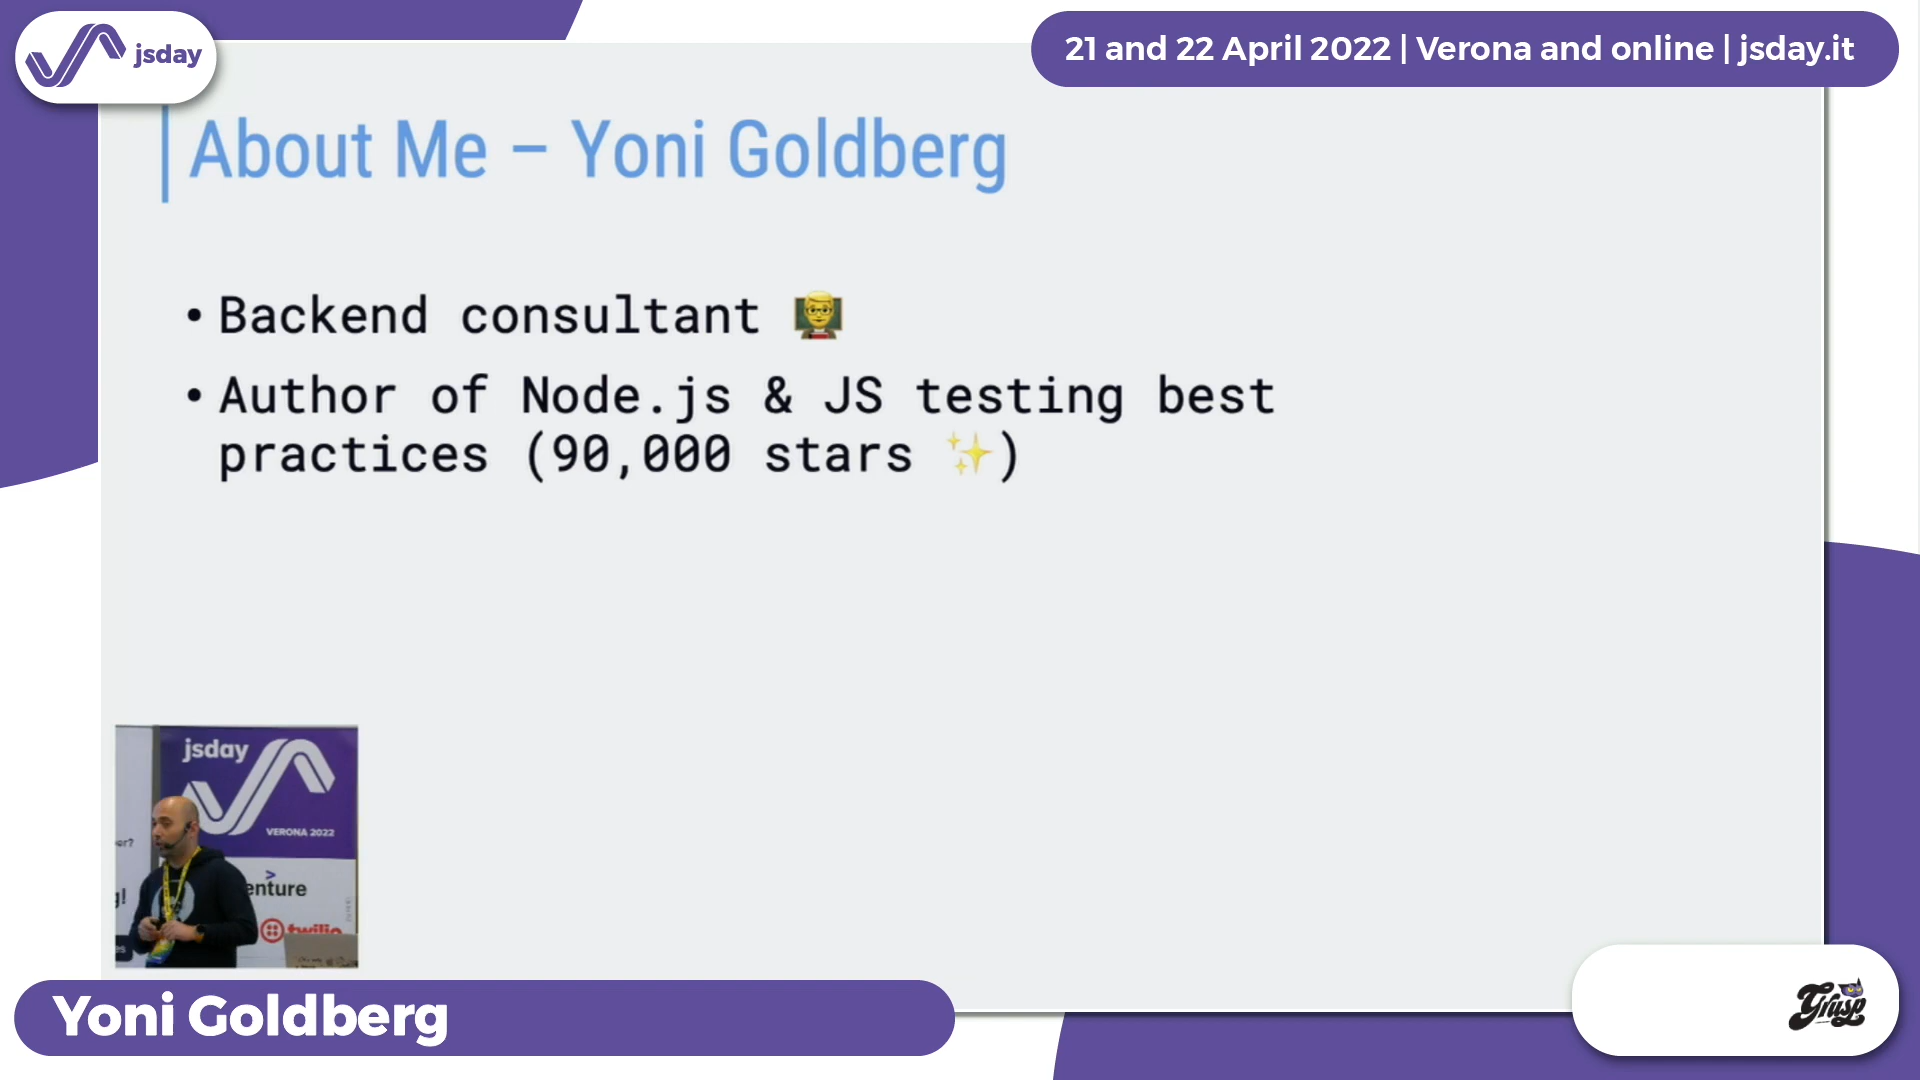 jsday
21 and 22 April 2022 | Verona and online | jsday.it
About Me – Yoni Goldberg
• Backend consultant 👨‍🏫
• Author of Node.js & JS testing best
practices (90,000 stars ✨)
jsday
VERONA 2022
enture
twilio
Yoni Goldberg
Grusp